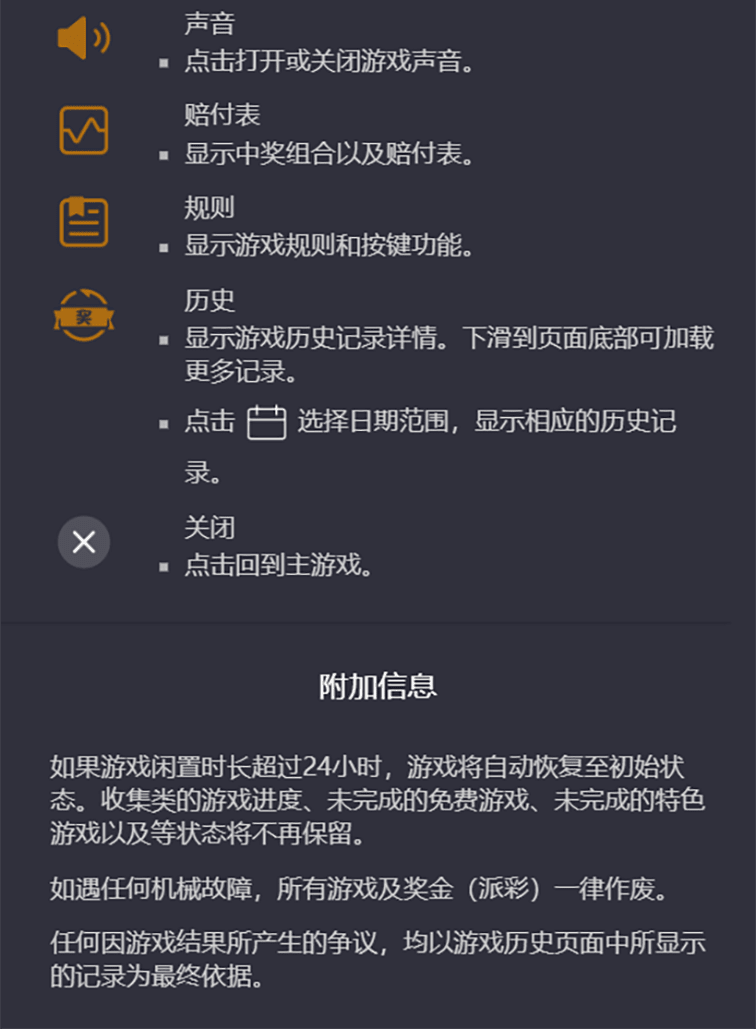 声音
▪ 点击打开或关闭游戏声音。
赔付表
▪ 显示中奖组合以及赔付表。
规则
▪ 显示游戏规则和按键功能。
奖
历史
▪ 显示游戏历史记录详情。下滑到页面底部可加载
更多记录。
▪ 点击 选择日期范围，显示相应的历史记
录。
关闭
▪ 点击回到主游戏。
附加信息
如果游戏闲置时长超过24小时，游戏将自动恢复至初始状
态。收集类的游戏进度、未完成的免费游戏、未完成的特色
游戏以及等状态将不再保留。
如遇任何机械故障，所有游戏及奖金（派彩）一律作废。
任何因游戏结果所产生的争议，均以游戏历史页面中所显示
的记录为最终依据。